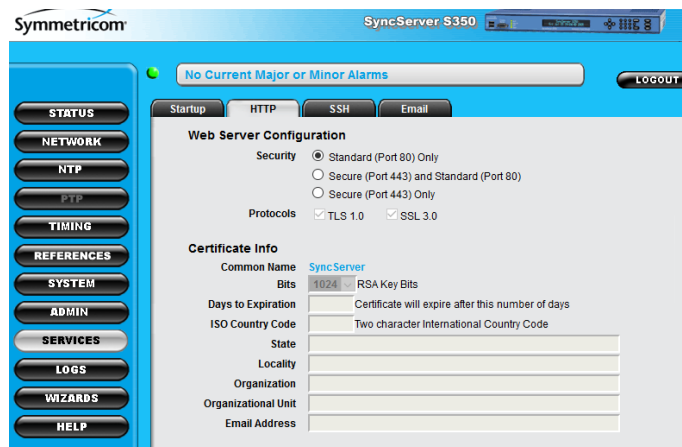 Symmetricom
SyncServer S350
No Current Major or Minor Alarms
LOGOUT
STATUS
NETWORK
NTP
PTP
TIMING
REFERENCES
SYSTEM
ADMIN
SERVICES
LOGS
WIZARDS
HELP
Startup HTTP SSH Email
Web Server Configuration
Security Standard (Port 80) Only
Secure (Port 443) and Standard (Port 80)
Secure (Port 443) Only
Protocols TLS 1.0 SSL 3.0
Certificate Info
Common Name SyncServer
Bits 1024 RSA Key Bits
Days to Expiration Certificate will expire after this number of days
ISO Country Code Two character International Country Code
State
Locality
Organization
Organizational Unit
Email Address